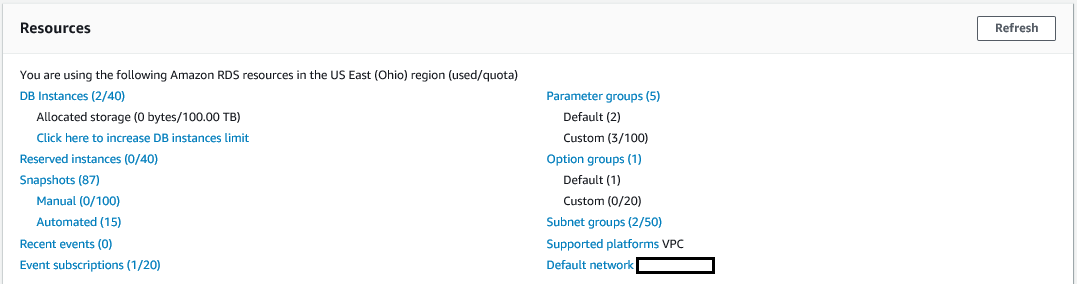 Resources
Refresh
You are using the following Amazon RDS resources in the US East (Ohio) region (used/quota)
DB Instances (2/40)
Allocated storage (0 bytes/100.00 TB)
Click here to increase DB instances limit
Reserved instances (0/40)
Snapshots (87)
Manual (0/100)
Automated (15)
Recent events (0)
Event subscriptions (1/20)
Parameter groups (5)
Default (2)
Custom (3/100)
Option groups (1)
Default (1)
Custom (0/20)
Subnet groups (2/50)
Supported platforms VPC
Default network